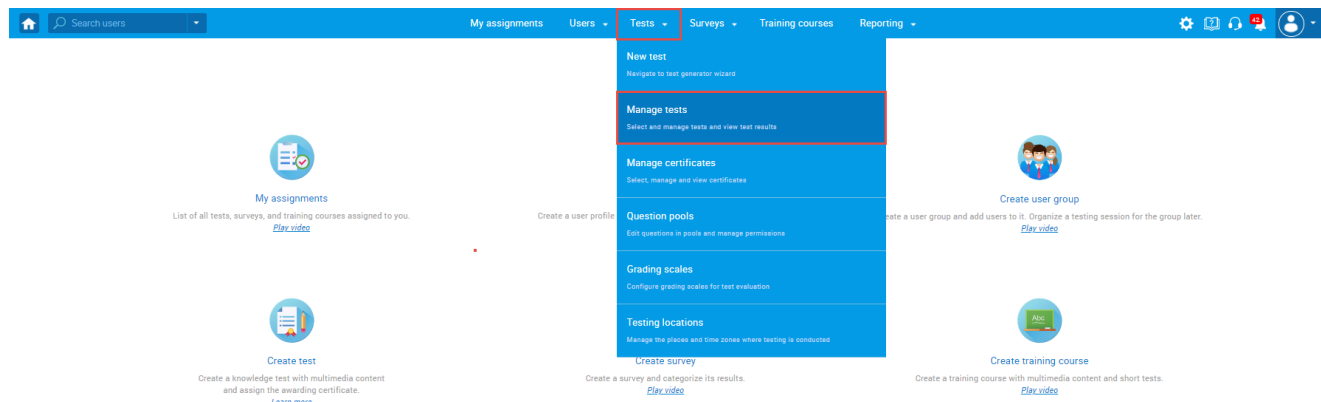 Search users
My assignments
Users
Tests
Surveys
Training courses
Reporting
42
New test
Navigate to test generator wizard
Manage tests
Select and manage tests and view test results
Manage certificates
Select, manage and view certificates
Question pools
Edit questions in pools and manage permissions
Grading scales
Configure grading scales for test evaluation
Testing locations
Manage the places and time zones where testing is conducted
My assignments
List of all tests, surveys, and training courses assigned to you.
Play video
Create a user profile
Create user group
eate a user group and add users to it. Organize a testing session for the group later.
Play video
Create test
Create a knowledge test with multimedia content
and assign the awarding certificate.
Learn more
Create survey
Create a survey and categorize its results.
Play video
Abc
Create training course
Create a training course with multimedia content and short tests.
Play video